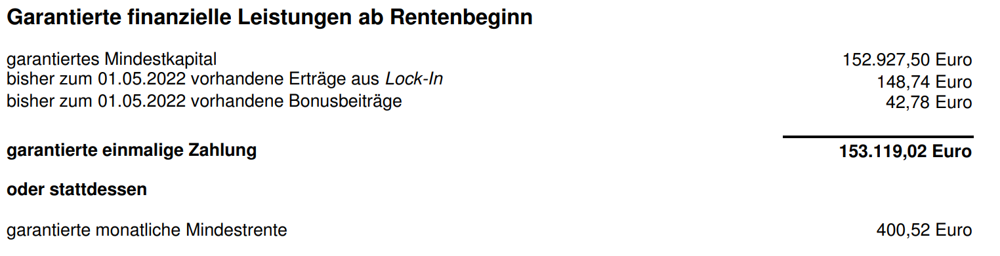 Garantierte finanzielle Leistungen ab Rentenbeginn
garantiertes Mindestkapital 152.927,50 Euro
bisher zum 01.05.2022 vorhandene Erträge aus Lock-In 148,74 Euro
bisher zum 01.05.2022 vorhandene Bonusbeiträge 42,78 Euro
garantierte einmalige Zahlung 153.119,02 Euro
oder stattdessen
garantierte monatliche Mindestrente 400,52 Euro